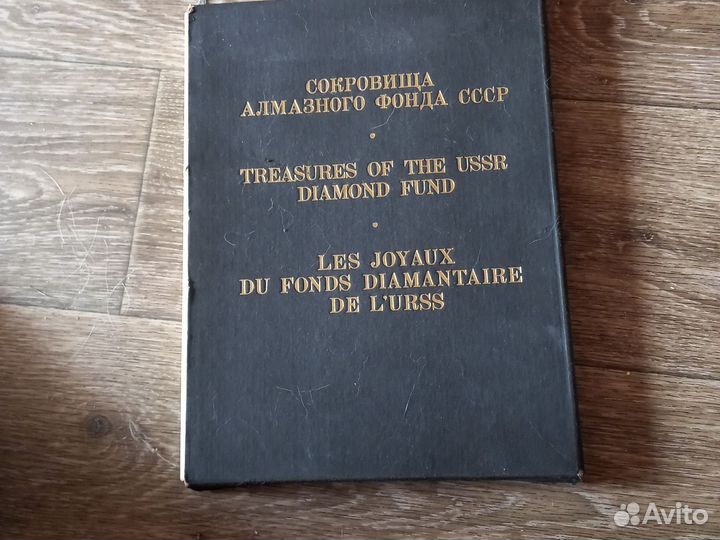 СОКРОВИЩА
АЛМАЗНОГО ФОНДА СССР
TREASURES OF THE USSR
DIAMOND FUND
LES JOYAUX
DU FONDS DIAMANTAIRE
DE L'URSS
Avito